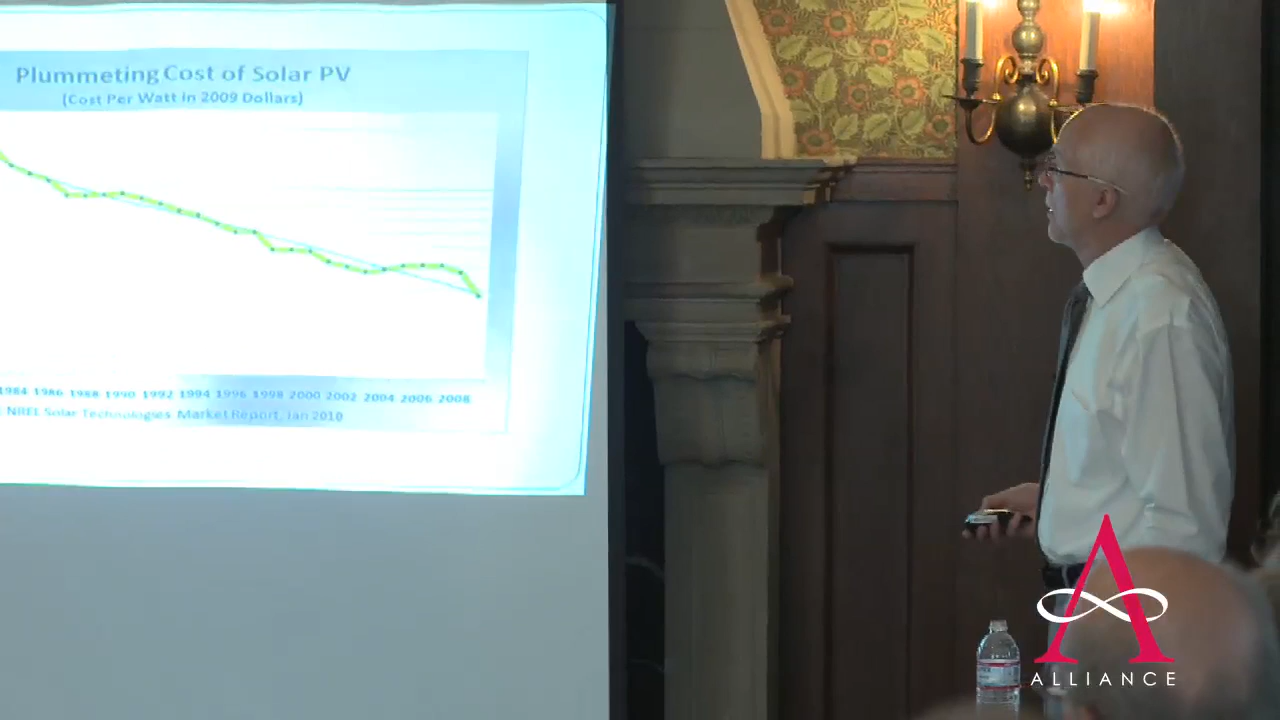 Plummeting Cost of Solar PV
(Cost Per Watt in 2009 Dollars)
1984 1986 1988 1990 1992 1994 1996 1998 2000 2002 2004 2006 2008
NREL Solar Technologies Market Report, Jan 2010
A
ALLIANCE